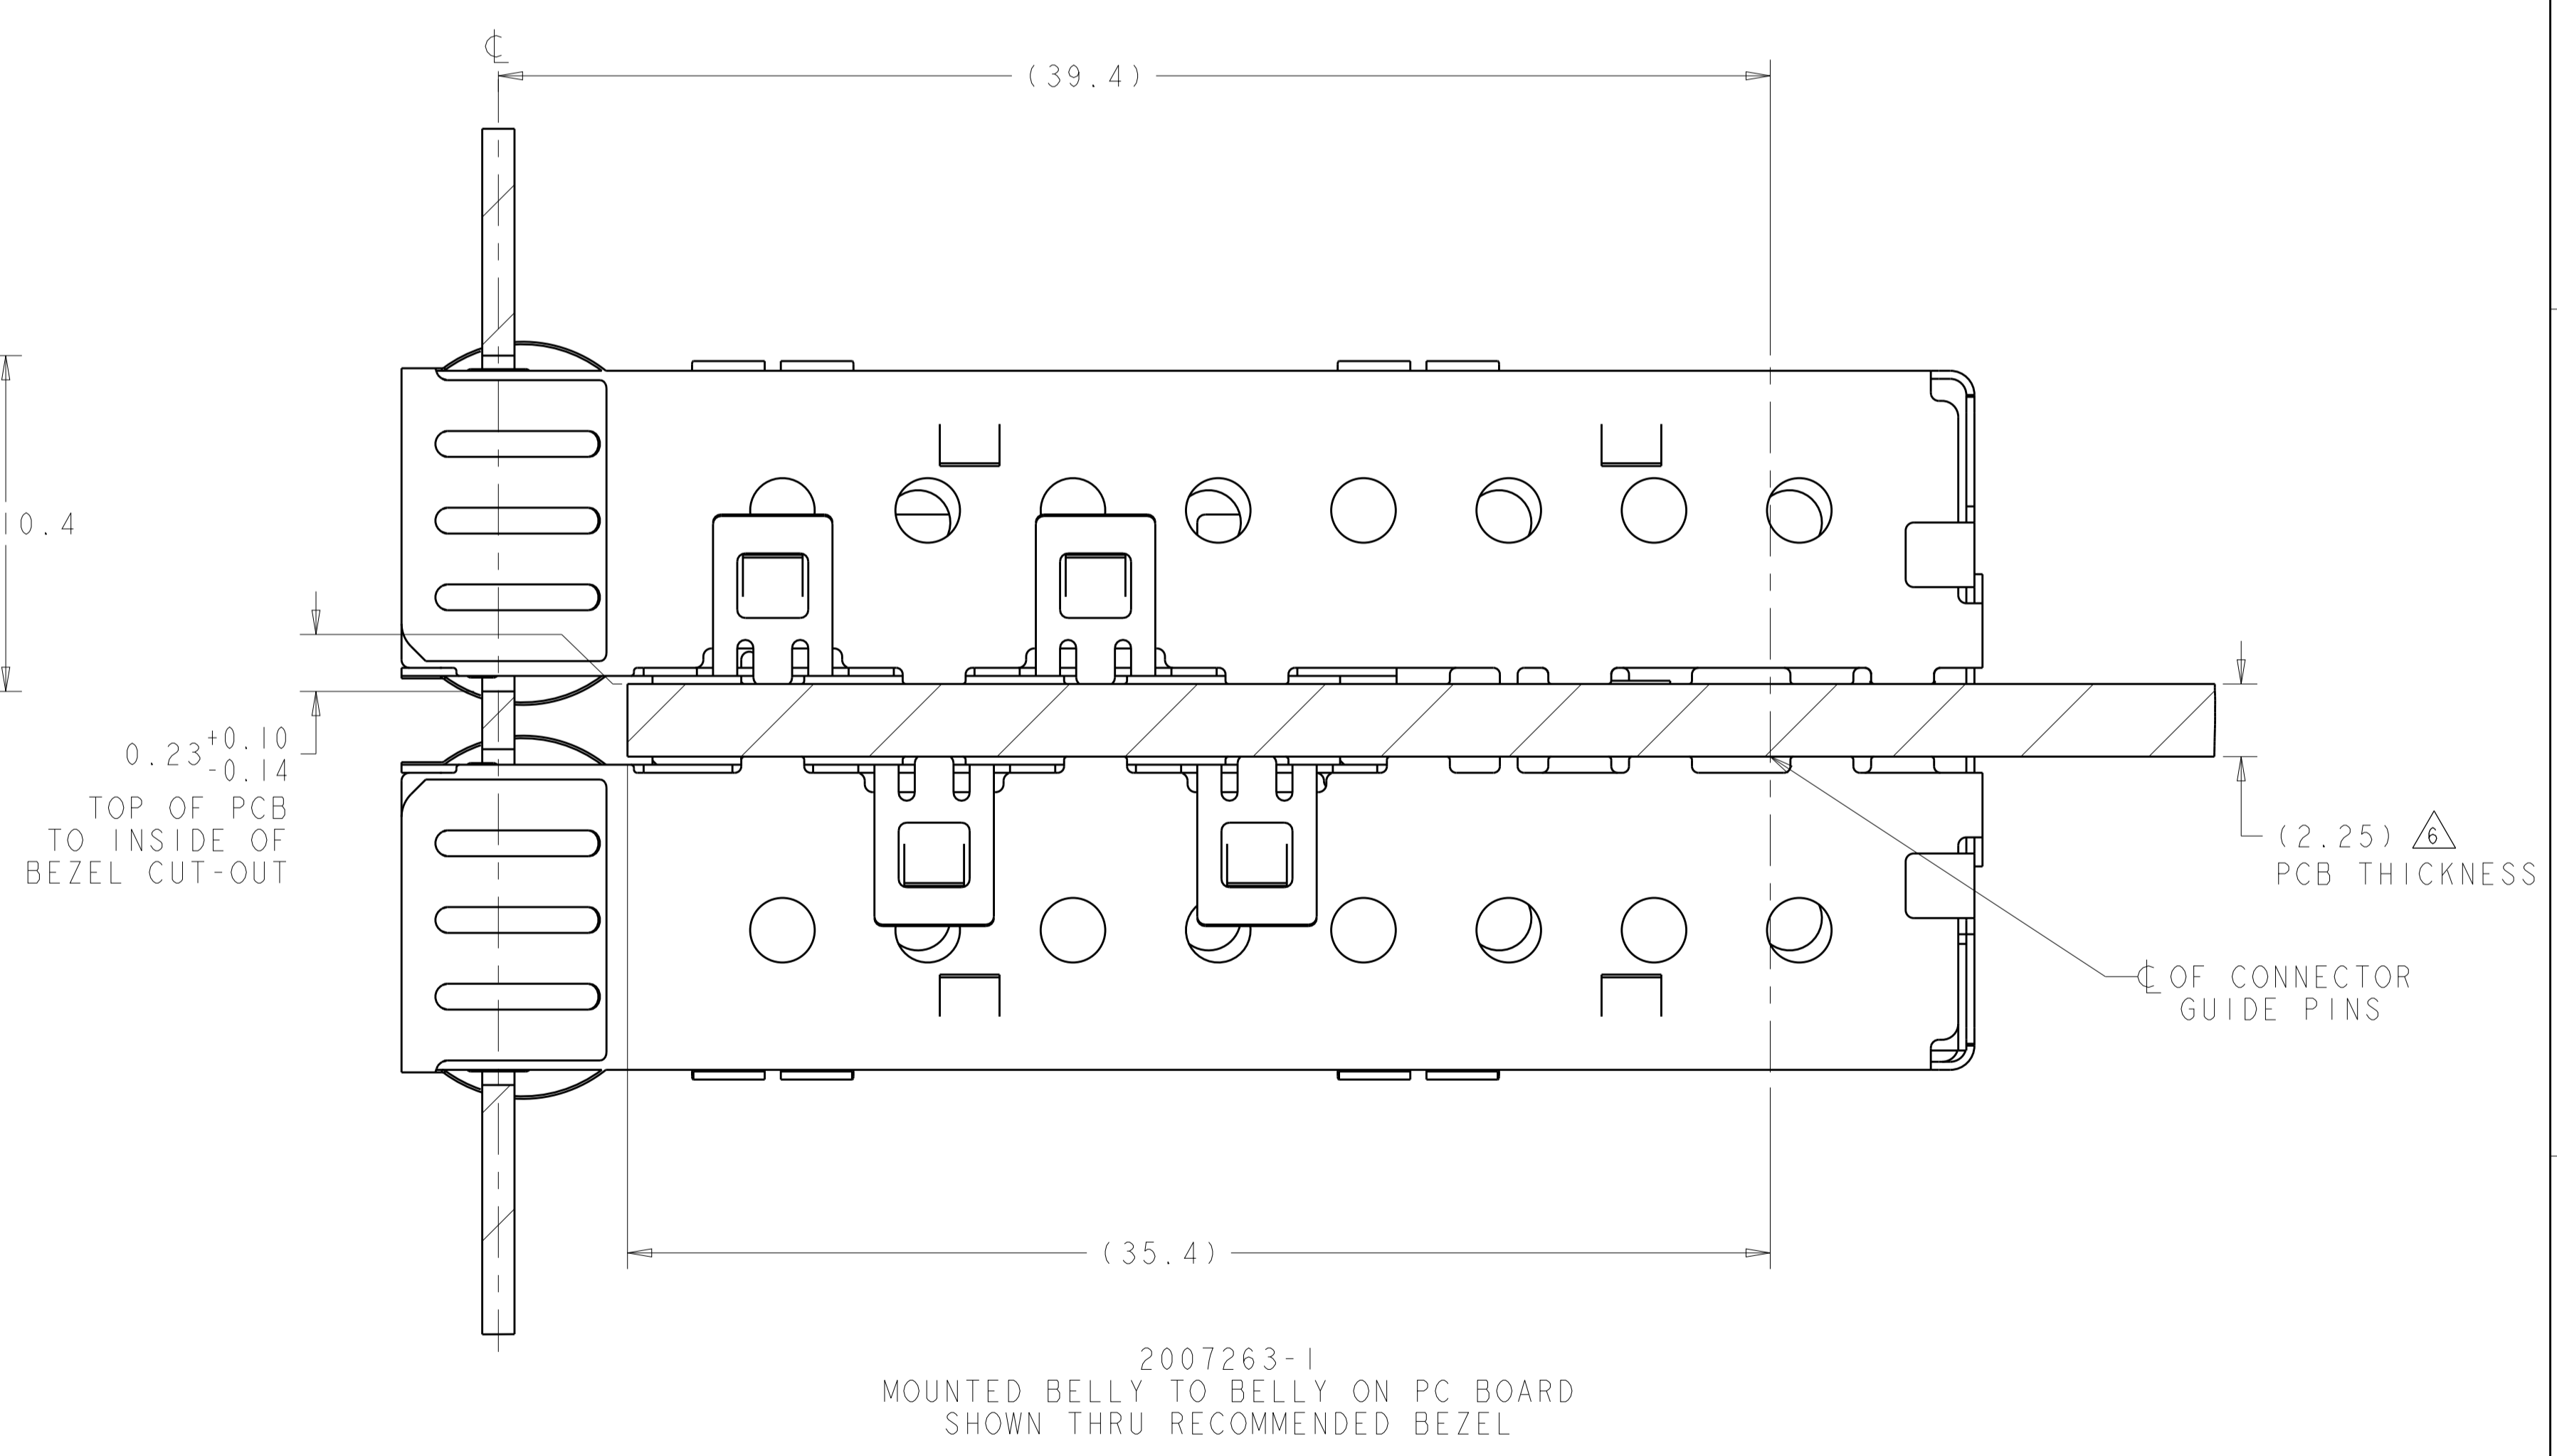 ℄
(39.4)
10.4
0.23 +0.10
-0.14
TOP OF PCB
TO INSIDE OF
BEZEL CUT-OUT
(2.25) 6
PCB THICKNESS
℄ OF CONNECTOR
GUIDE PINS
(35.4)
2007263-1
MOUNTED BELLY TO BELLY ON PC BOARD
SHOWN THRU RECOMMENDED BEZEL